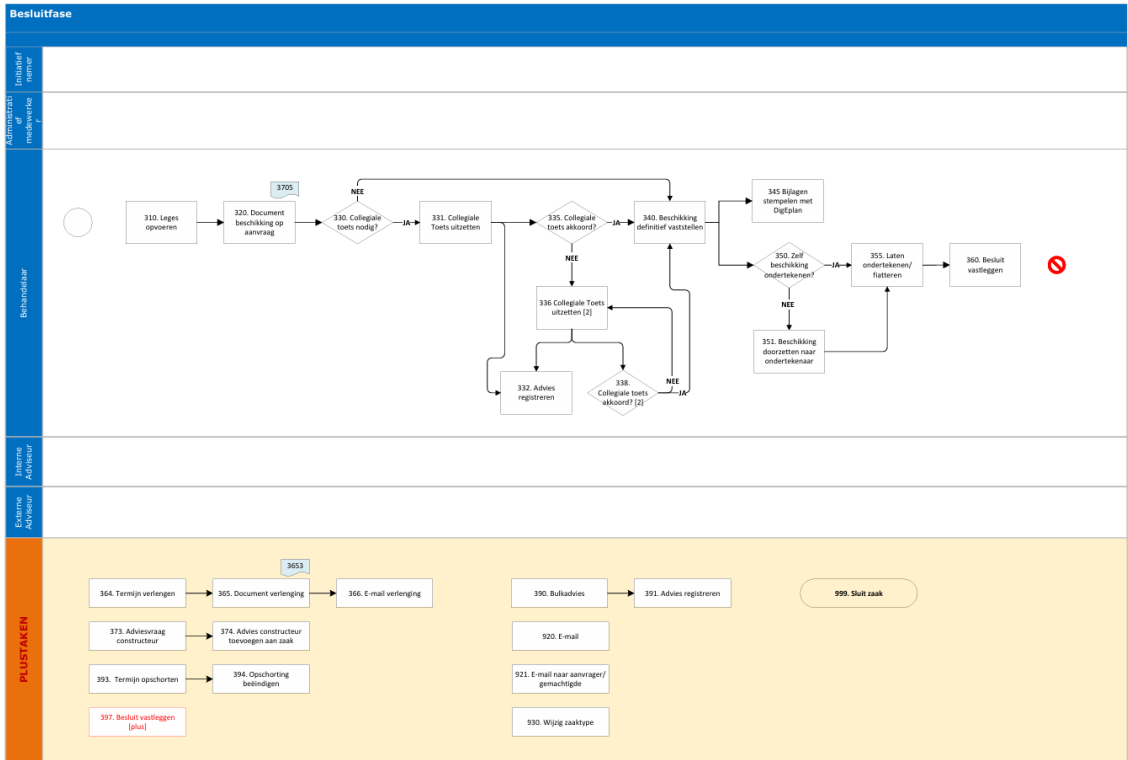 Besluitfase
Initiatief
nemer
Administrati
ef
medewerke
r
Behandelaar
3705
310. Leges
opvoeren
320. Document
beschikking op
aanvraag
NEE
330. Collegiale
toets nodig?
JA
331. Collegiale
Toets uitzetten
335. Collegiale
toets akkoord?
JA
340. Beschikking
definitief vaststellen
345 Bijlagen
stempelen met
DigEplan
NEE
350. Zelf
beschikking
ondertekenen?
JA
355. Laten
ondertekenen/
fiatteren
360. Besluit
vastleggen
336 Collegiale Toets
uitzetten [2]
NEE
351. Beschikking
doorzetten naar
ondertekenaar
332. Advies
registreren
338.
Collegiale toets
akkoord? [2]
NEE
JA
Interne
Adviseur
Externe
Adviseur
PLUSTAKEN
3653
364. Termijn verlengen
365. Document verlenging
366. E-mail verlenging
390. Bulkadvies
391. Advies registreren
999. Sluit zaak
373. Adviesvraag
constructeur
374. Advies constructeur
toevoegen aan zaak
920. E-mail
393. Termijn opschorten
394. Opschorting
beëindigen
921. E-mail naar aanvrager/
gemachtigde
397. Besluit vastleggen
[plus]
930. Wijzig zaaktype